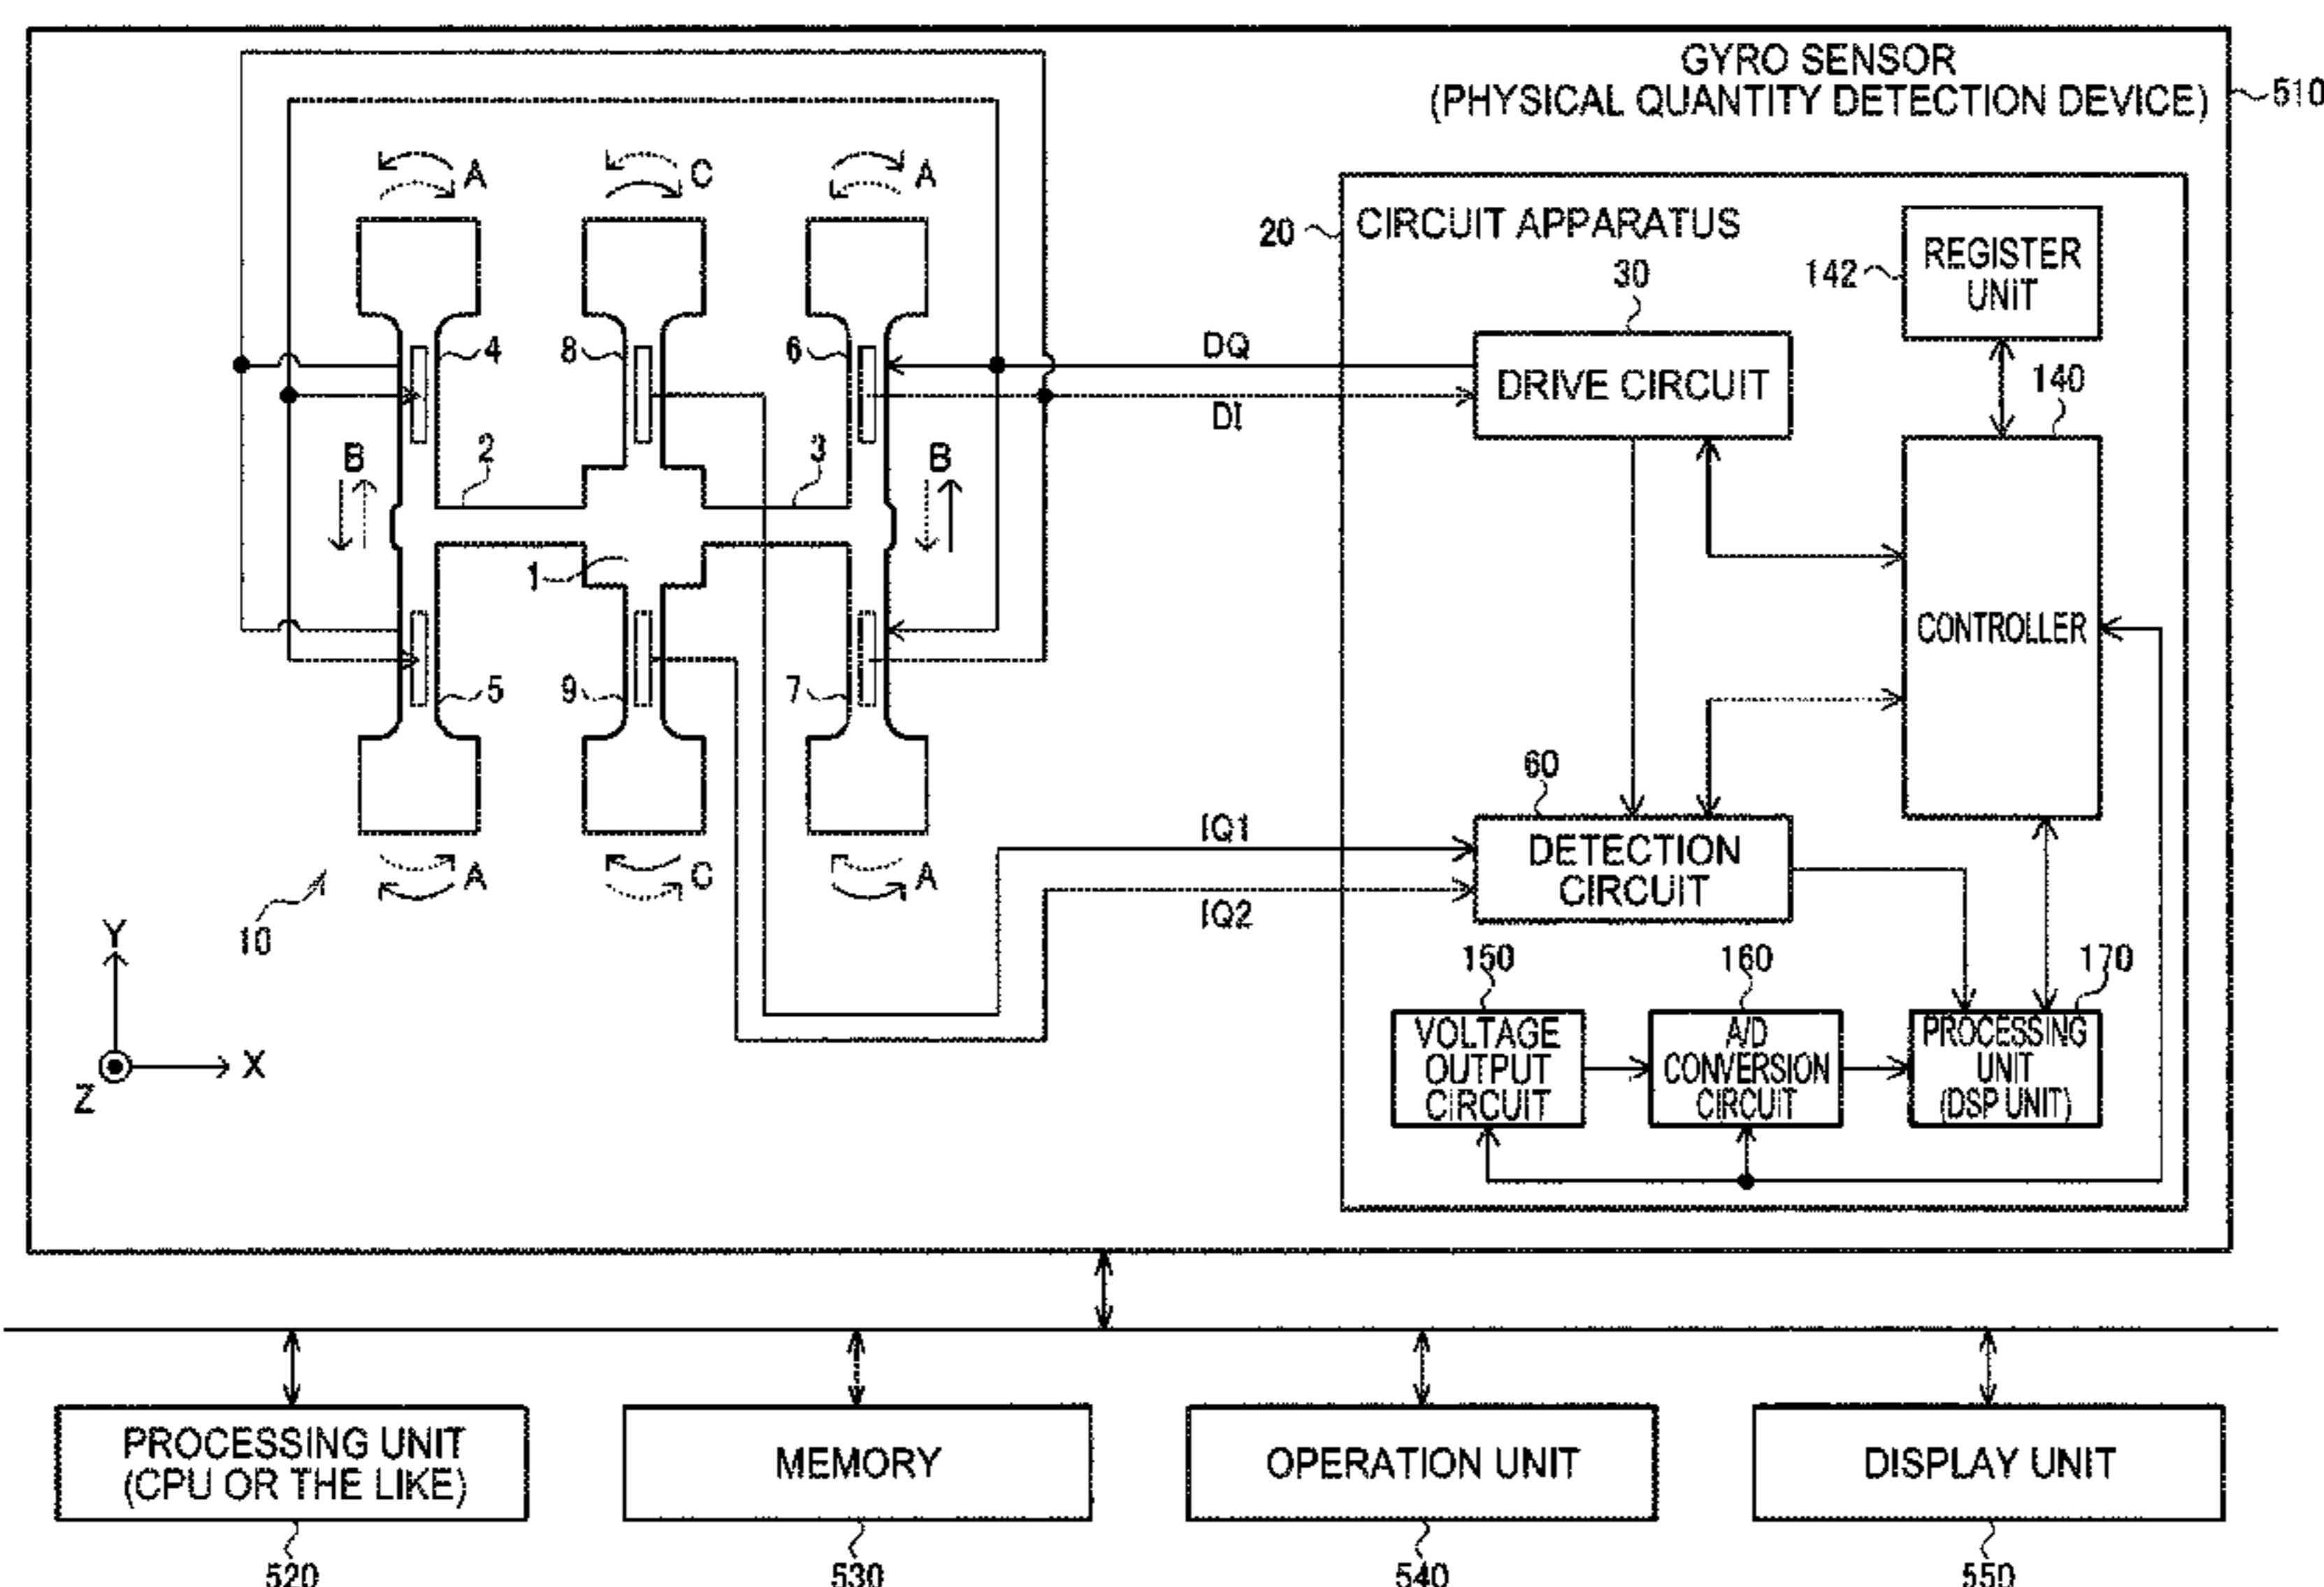 GYRO SENSOR
(PHYSICAL QUANTITY DETECTION DEVICE)
510
A
C
A
20
CIRCUIT APPARATUS
30
142
REGISTER
UNIT
4
8
6
DQ
DI
DRIVE CIRCUIT
140
B
2
3
B
1
CONTROLLER
5
9
7
60
IQ1
DETECTION
CIRCUIT
IQ2
A
C
A
10
150
160
170
VOLTAGE
OUTPUT
CIRCUIT
A/D
CONVERSION
CIRCUIT
PROCESSING
UNIT
(DSP UNIT)
Y
X
Z
PROCESSING UNIT
(CPU OR THE LIKE)
MEMORY
OPERATION UNIT
DISPLAY UNIT
520
530
540
550